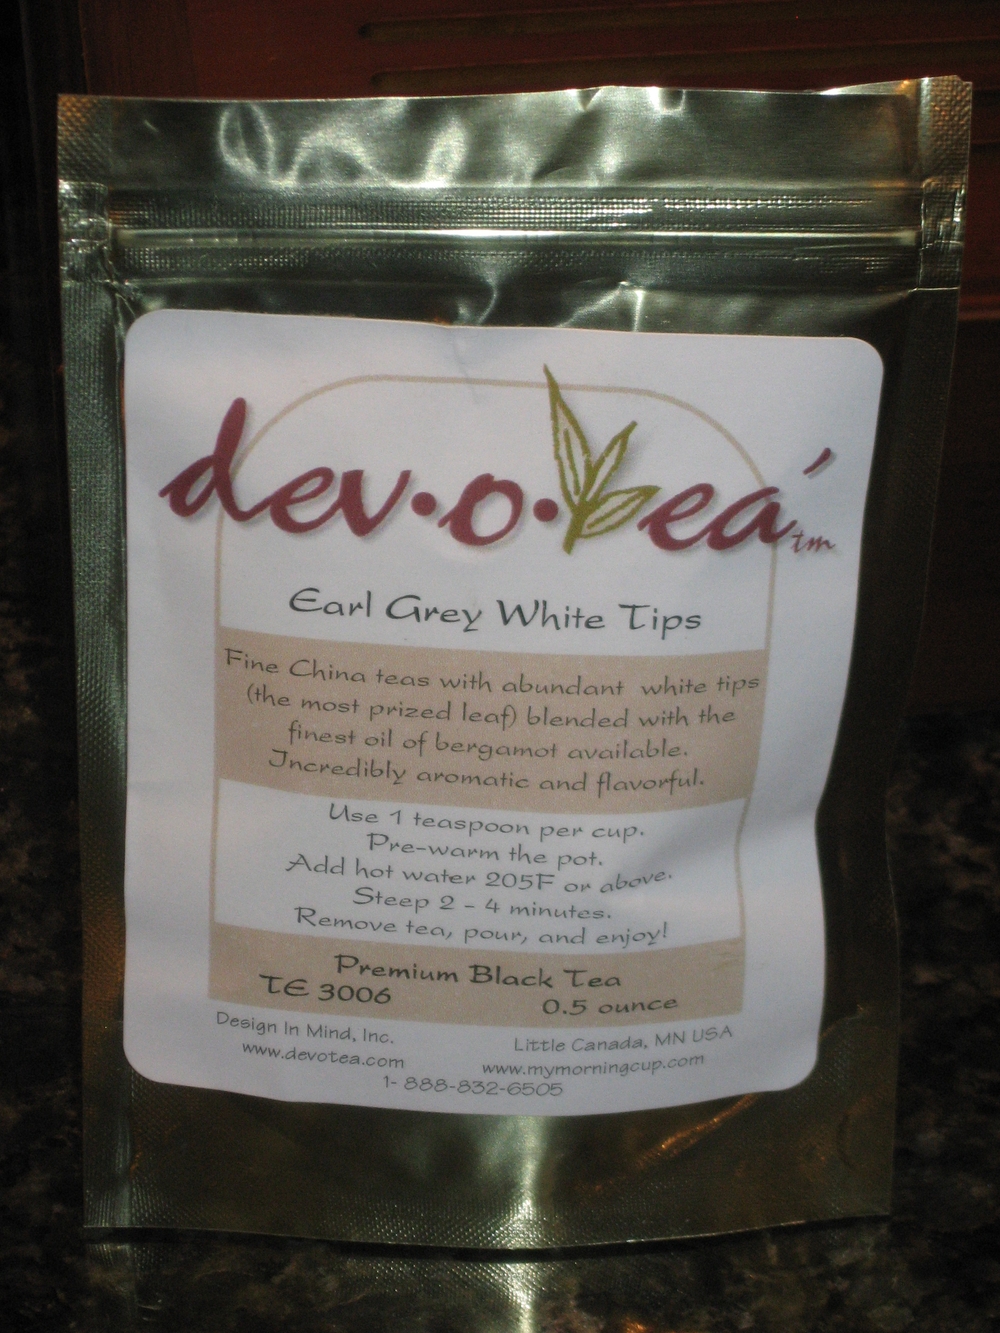 dev•o•teá
tm
Earl Grey White Tips
Fine China teas with abundant white tips
(the most prized leaf) blended with the
finest oil of bergamot available.
Incredibly aromatic and flavorful.
Use 1 teaspoon per cup.
Pre-warm the pot.
Add hot water 205F or above.
Steep 2 - 4 minutes.
Remove tea, pour, and enjoy!
Premium Black Tea
TE 3006 0.5 ounce
Design In Mind, Inc. Little Canada, MN USA
www.devotea.com www.mymorningcup.com
1- 888-832-6505